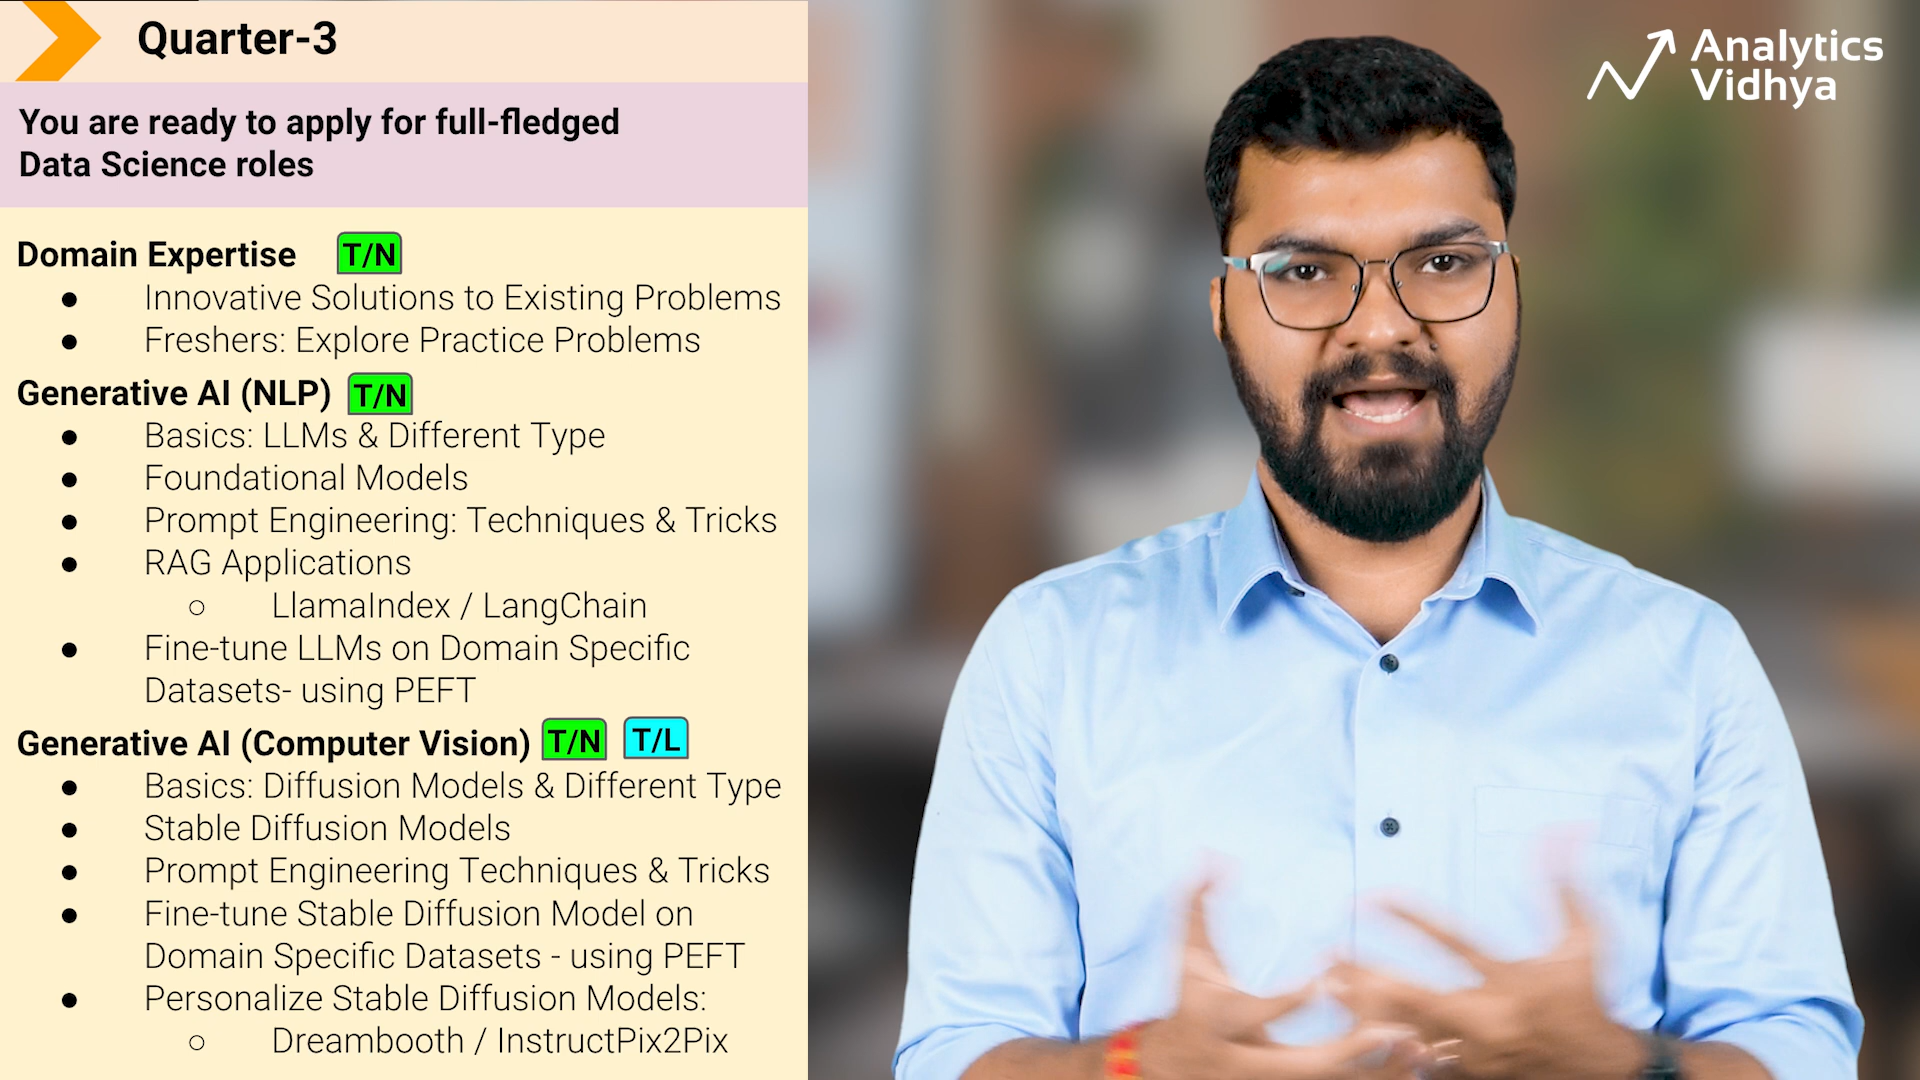 Quarter-3
You are ready to apply for full-fledged
Data Science roles
Domain Expertise T/N
● Innovative Solutions to Existing Problems
● Freshers: Explore Practice Problems
Generative AI (NLP) T/N
● Basics: LLMs & Different Type
● Foundational Models
● Prompt Engineering: Techniques & Tricks
● RAG Applications
○ LlamaIndex / LangChain
● Fine-tune LLMs on Domain Specific
Datasets- using PEFT
Generative AI (Computer Vision) T/N T/L
● Basics: Diffusion Models & Different Type
● Stable Diffusion Models
● Prompt Engineering Techniques & Tricks
● Fine-tune Stable Diffusion Model on
Domain Specific Datasets - using PEFT
● Personalize Stable Diffusion Models:
○ Dreambooth / InstructPix2Pix
Analytics
Vidhya